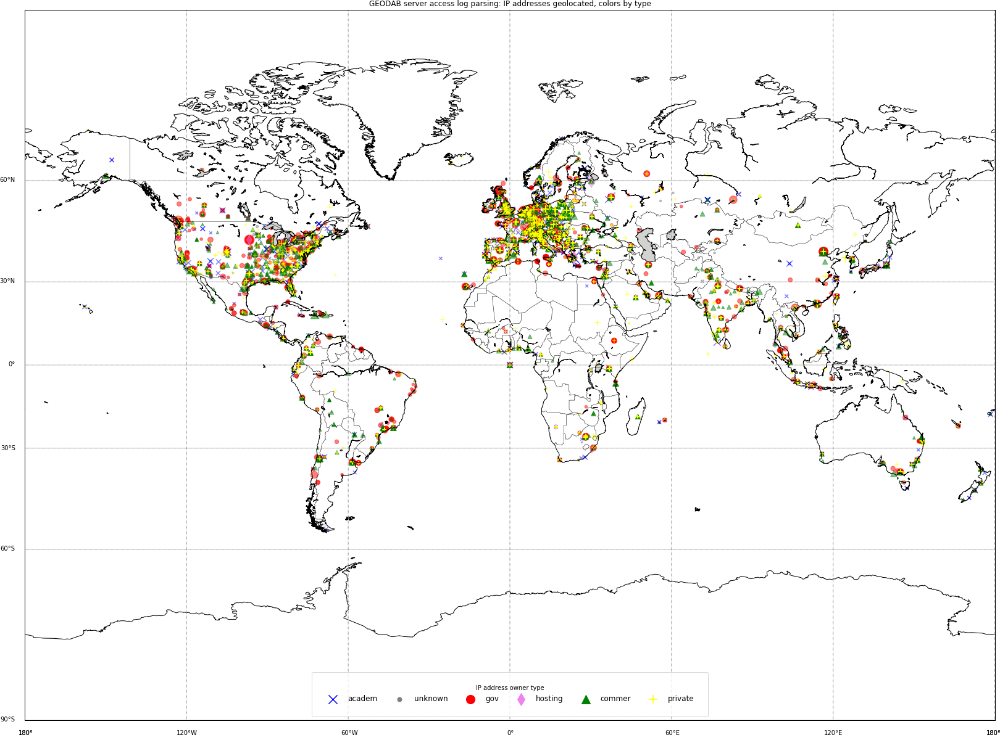 GEODAB server access log parsing: IP addresses geolocated, colors by type
60°N
30°N
0°
30°S
60°S
90°S
IP address owner type
academ unknown gov hosting commer private
180° 120°W 60°W 0° 60°E 120°E 180°